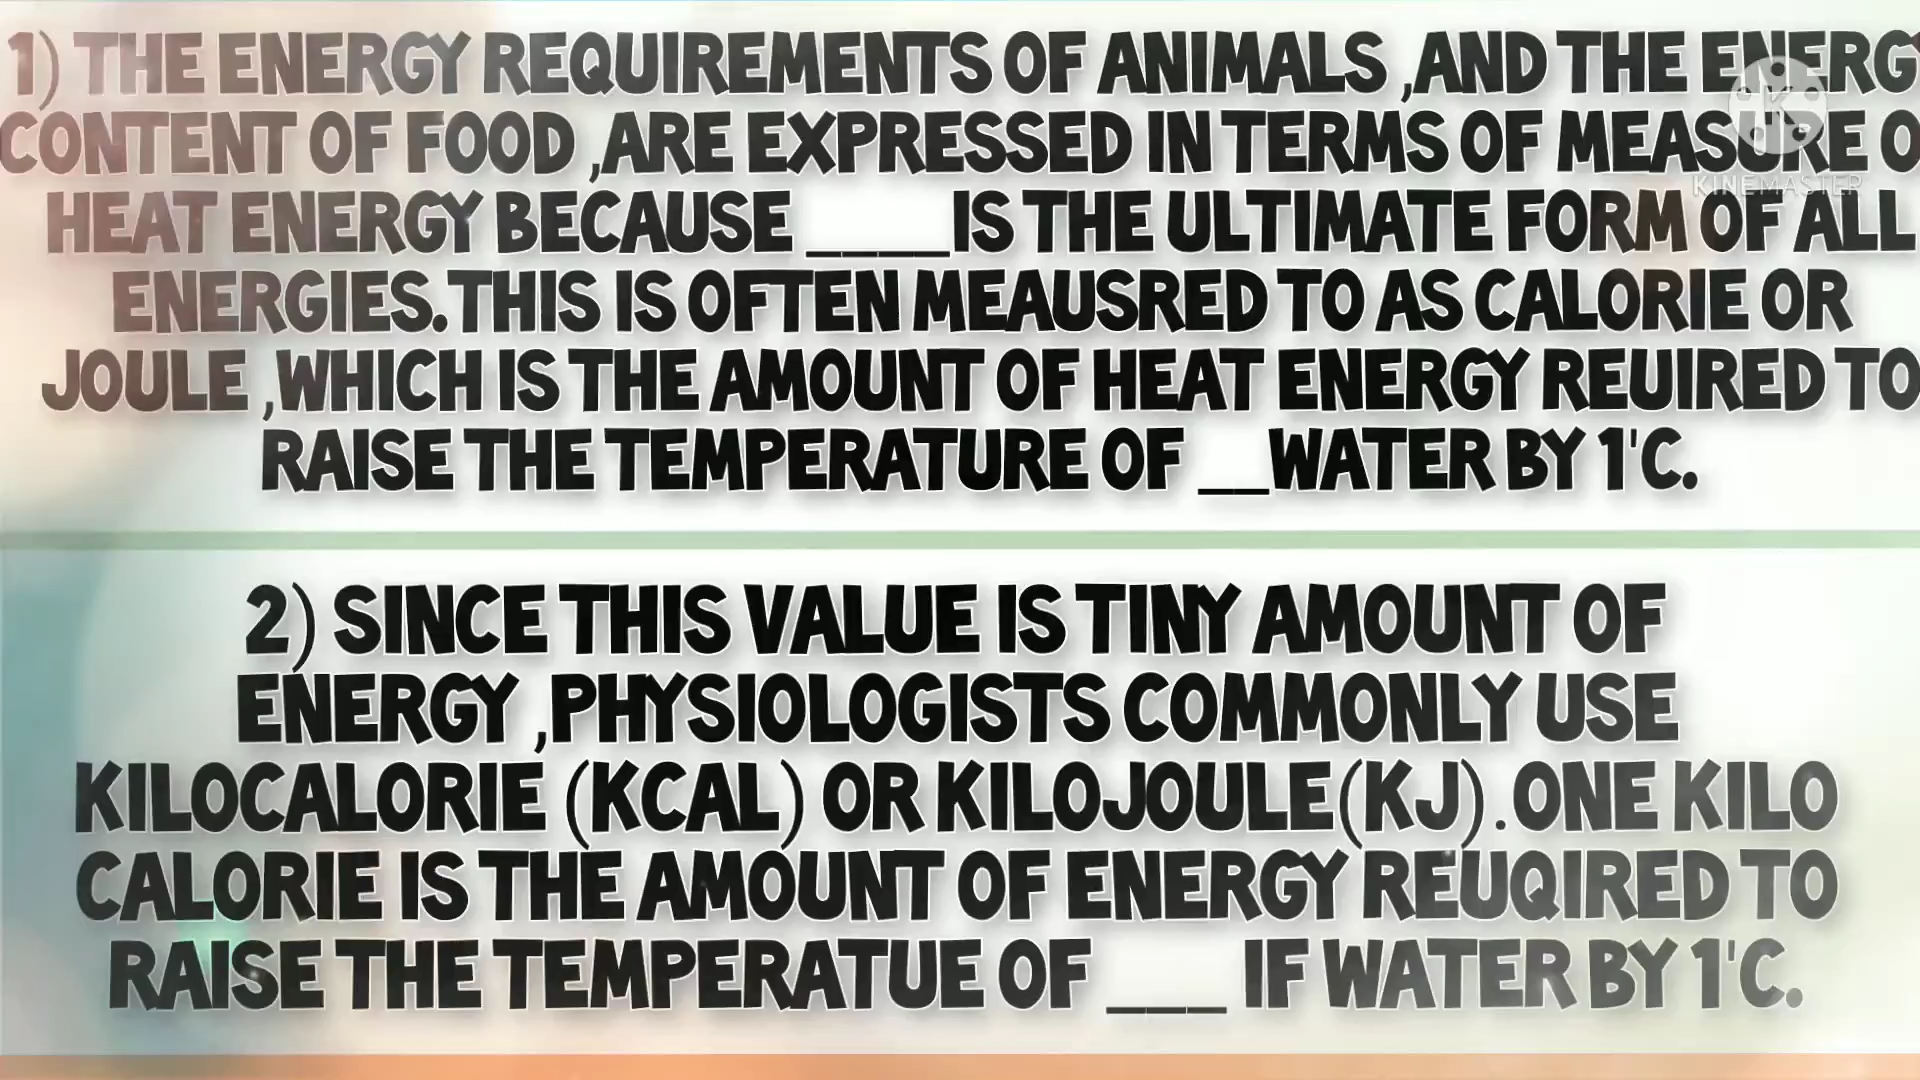 1) THE ENERGY REQUIREMENTS OF ANIMALS ,AND THE ENERG
CONTENT OF FOOD ,ARE EXPRESSED IN TERMS OF MEASURE O
HEAT ENERGY BECAUSE ____IS THE ULTIMATE FORM OF ALL
ENERGIES.THIS IS OFTEN MEAUSRED TO AS CALORIE OR
JOULE ,WHICH IS THE AMOUNT OF HEAT ENERGY REUIRED TO
RAISE THE TEMPERATURE OF __WATER BY 1'C.
2) SINCE THIS VALUE IS TINY AMOUNT OF
ENERGY ,PHYSIOLOGISTS COMMONLY USE
KILOCALORIE (KCAL) OR KILOJOULE(KJ).ONE KILO
CALORIE IS THE AMOUNT OF ENERGY REUQIRED TO
RAISE THE TEMPERATUE OF ___ IF WATER BY 1'C.
K
KINEMASTER